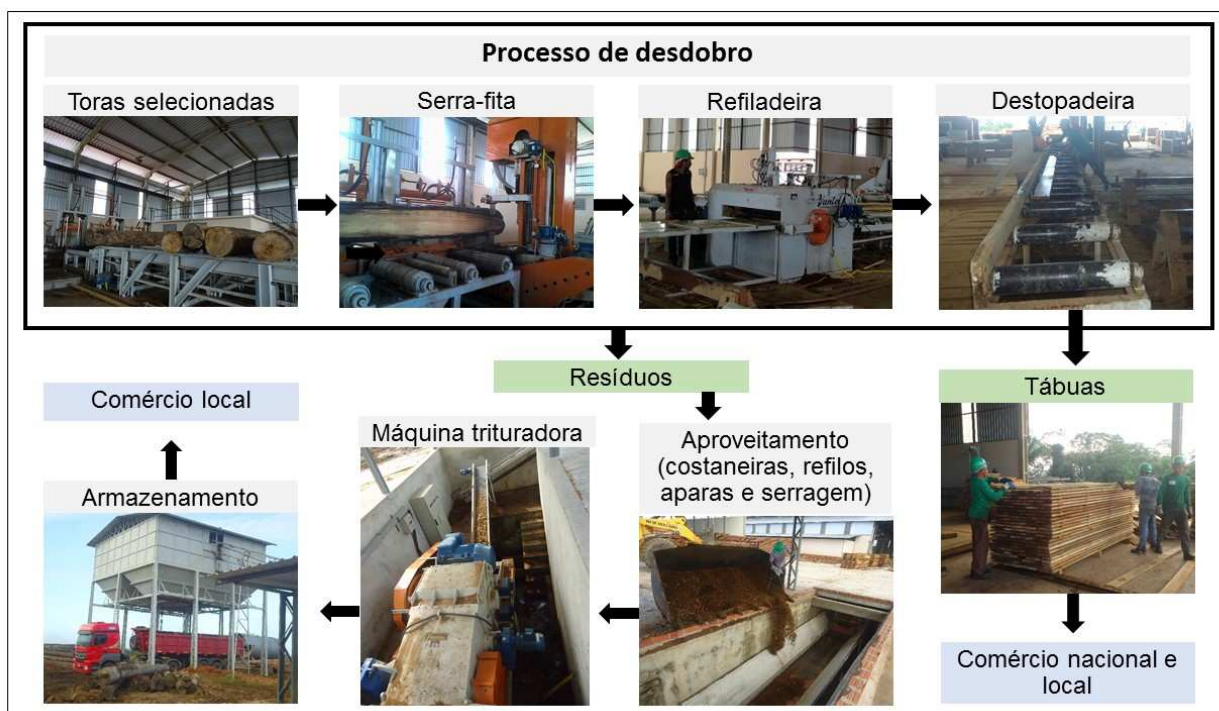 Processo de desdobro
Toras selecionadas
Serra-fita
Refiladeira
Destopadeira
Resíduos
Tábuas
Comércio local
Máquina trituradora
Aproveitamento
(costaneiras, refilos,
aparas e serragem)
Armazenamento
Comércio nacional e
local